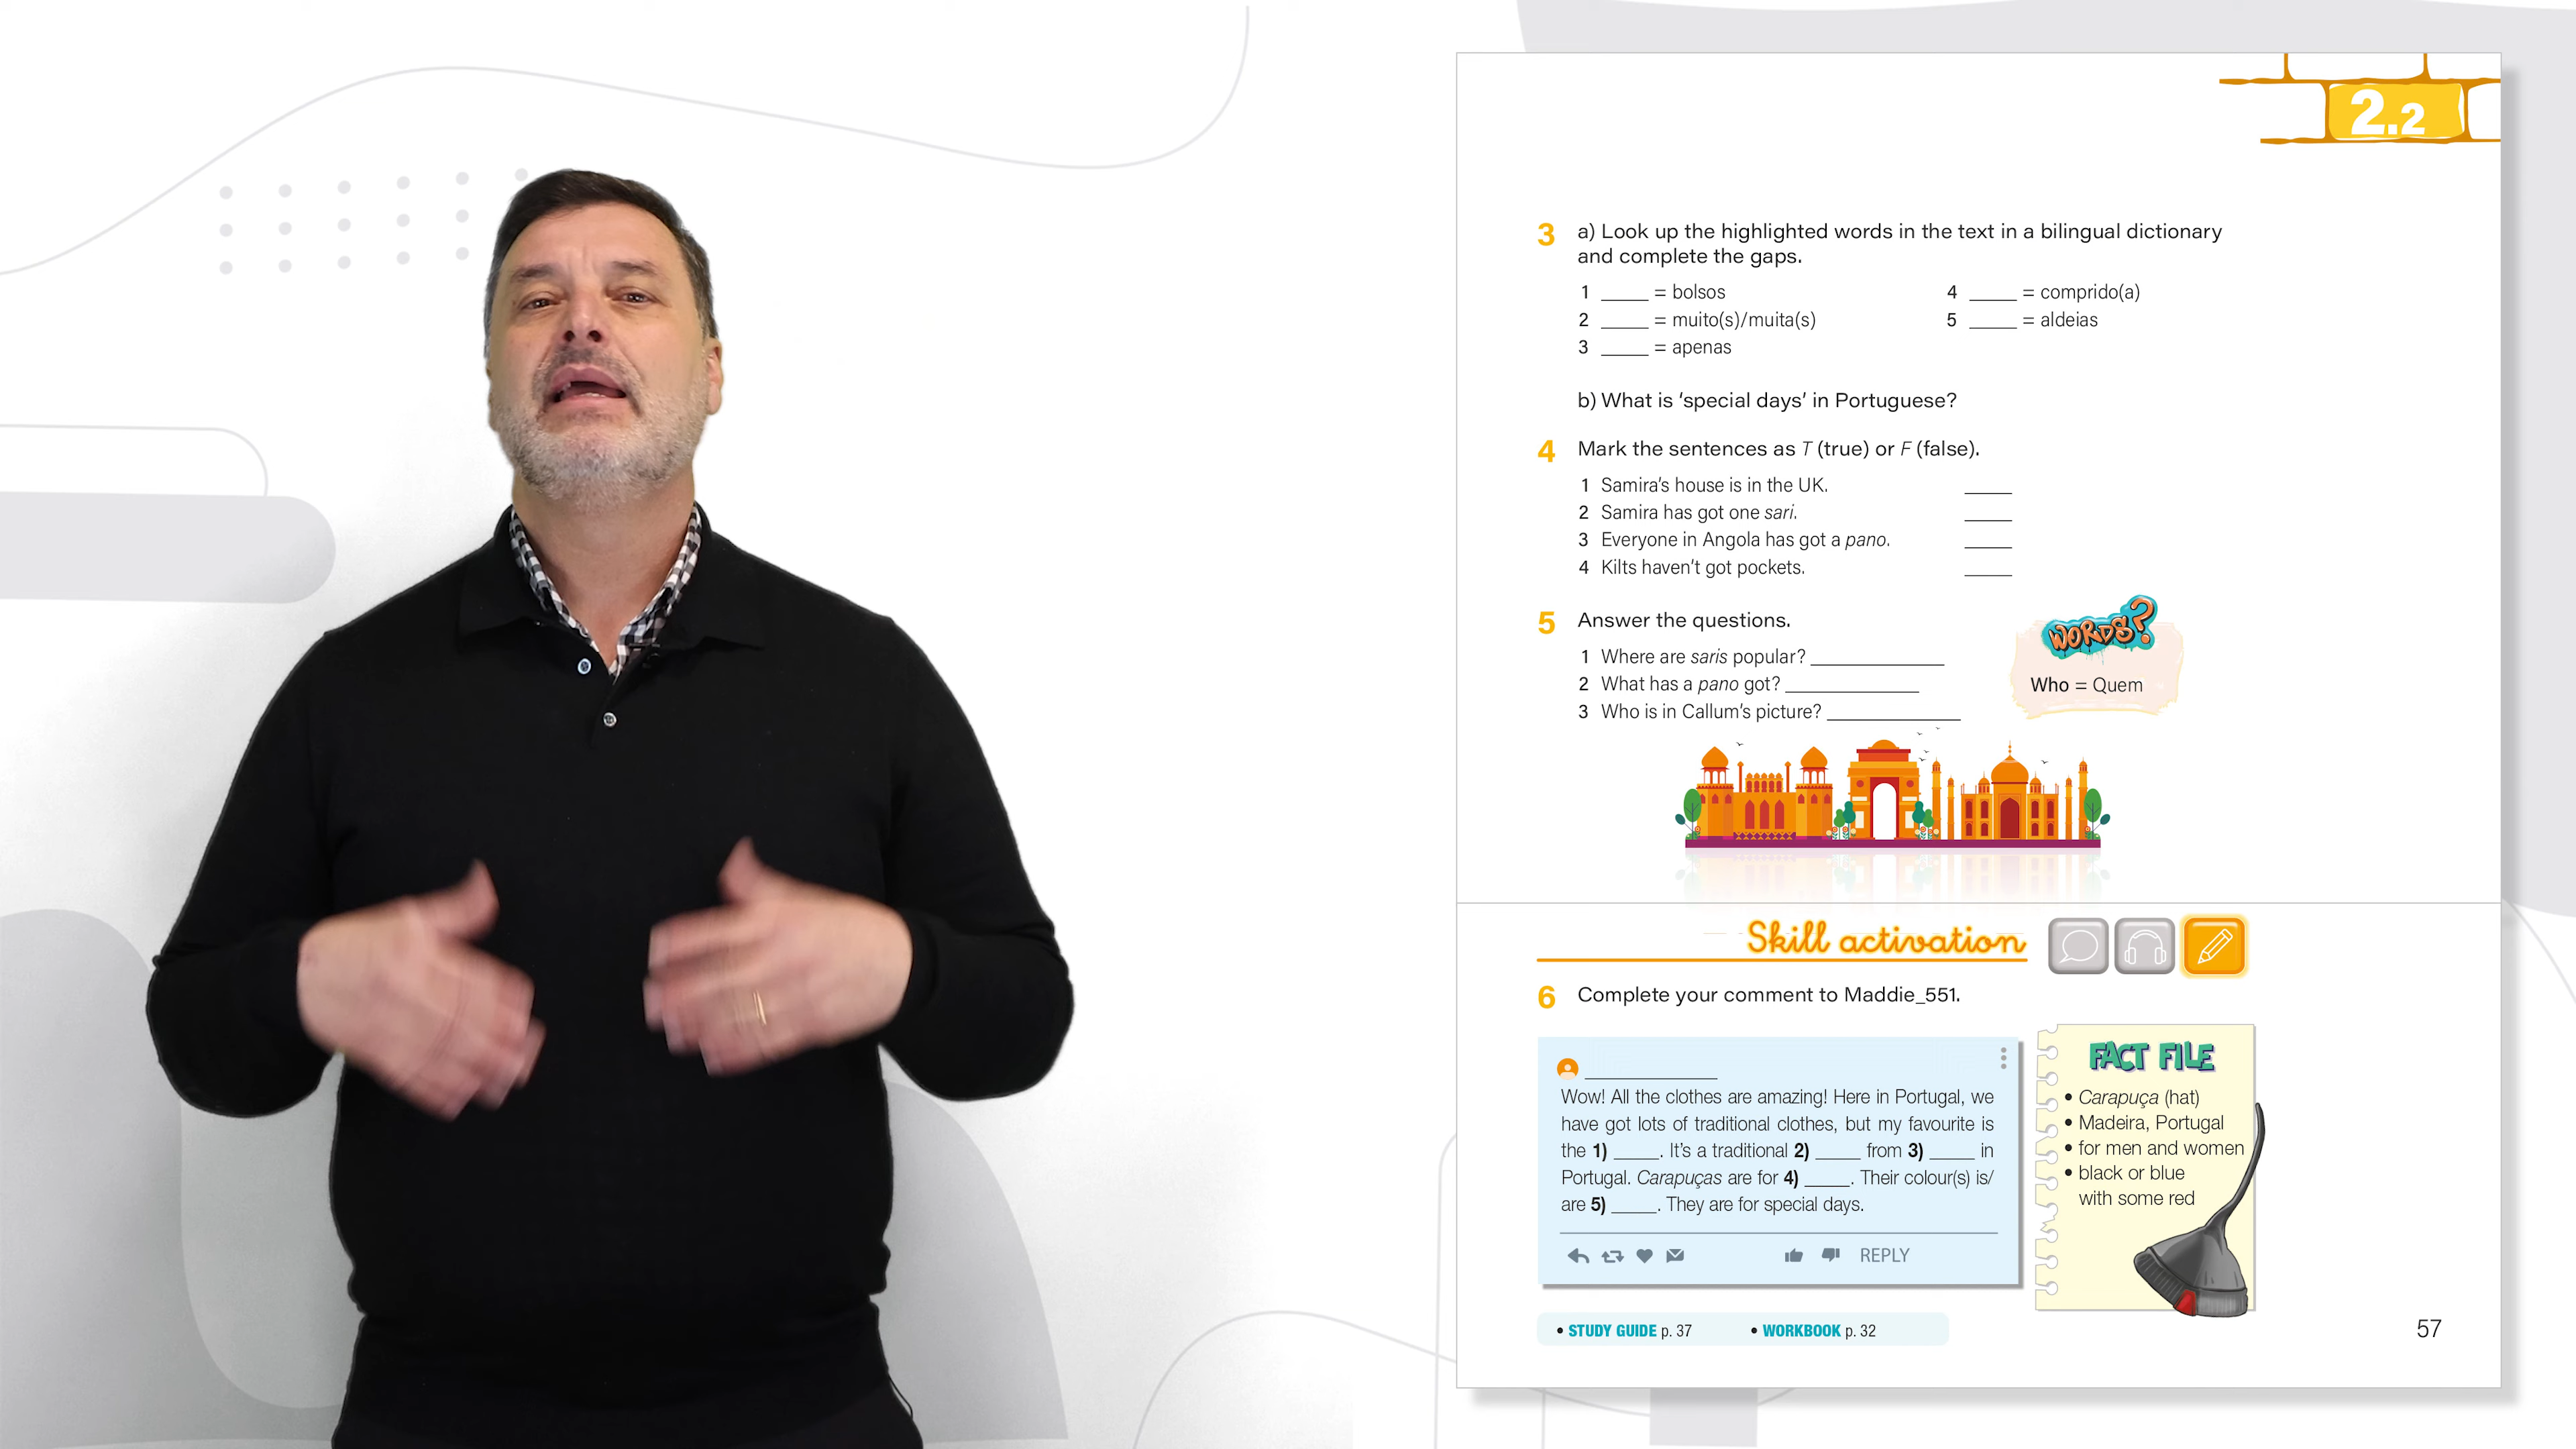 2.2
3 a) Look up the highlighted words in the text in a bilingual dictionary
and complete the gaps.
1 _____ = bolsos
2 _____ = muito(s)/muita(s)
3 _____ = apenas
4 _____ = comprido(a)
5 _____ = aldeias
b) What is ‘special days’ in Portuguese?
4 Mark the sentences as T (true) or F (false).
1 Samira’s house is in the UK. _____
2 Samira has got one sari. _____
3 Everyone in Angola has got a pano. _____
4 Kilts haven’t got pockets. _____
5 Answer the questions.
1 Where are saris popular? _____
2 What has a pano got? _____
3 Who is in Callum’s picture? _____
WORDS?
Who = Quem
Skill activation
6 Complete your comment to Maddie_551.
Wow! All the clothes are amazing! Here in Portugal, we
have got lots of traditional clothes, but my favourite is
the 1) _____. It’s a traditional 2) _____ from 3) _____ in
Portugal. Carapuças are for 4) _____. Their colour(s) is/
are 5) _____. They are for special days.
REPLY
FACT FILE
• Carapuça (hat)
• Madeira, Portugal
• for men and women
• black or blue
with some red
• STUDY GUIDE p. 37 • WORKBOOK p. 32
57